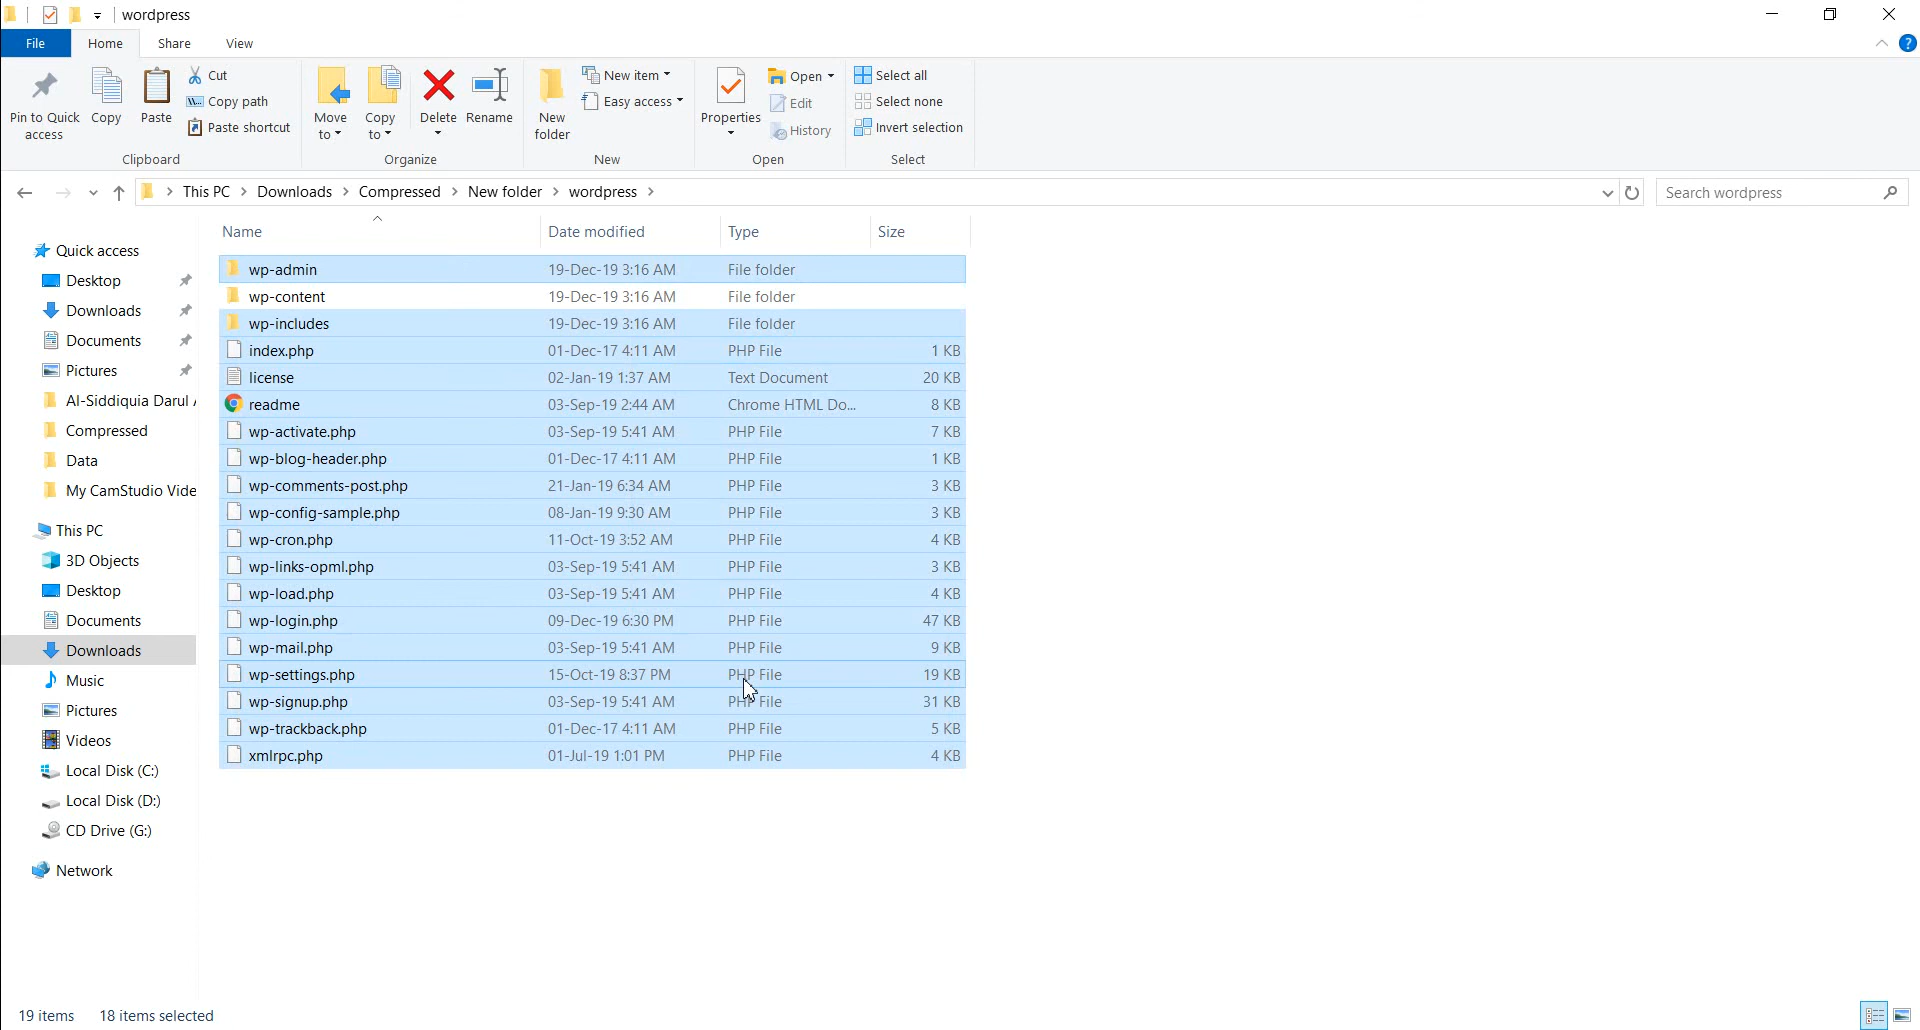 wordpress
File Home Share View
Pin to Quick access
Copy
Paste
Cut
Copy path
Paste shortcut
Clipboard
Move to
Copy to
Delete
Rename
Organize
New folder
New item
Easy access
New
Properties
Open
Edit
History
Open
Select all
Select none
Invert selection
Select
This PC > Downloads > Compressed > New folder > wordpress >
Search wordpress
Quick access
Desktop
Downloads
Documents
Pictures
Al-Siddiquia Darul
Compressed
Data
My CamStudio Vide
This PC
3D Objects
Desktop
Documents
Downloads
Music
Pictures
Videos
Local Disk (C:)
Local Disk (D:)
CD Drive (G:)
Network
Name Date modified Type Size
wp-admin 19-Dec-19 3:16 AM File folder
wp-content 19-Dec-19 3:16 AM File folder
wp-includes 19-Dec-19 3:16 AM File folder
index.php 01-Dec-17 4:11 AM PHP File 1 KB
license 02-Jan-19 1:37 AM Text Document 20 KB
readme 03-Sep-19 2:44 AM Chrome HTML Do... 8 KB
wp-activate.php 03-Sep-19 5:41 AM PHP File 7 KB
wp-blog-header.php 01-Dec-17 4:11 AM PHP File 1 KB
wp-comments-post.php 21-Jan-19 6:34 AM PHP File 3 KB
wp-config-sample.php 08-Jan-19 9:30 AM PHP File 3 KB
wp-cron.php 11-Oct-19 3:52 AM PHP File 4 KB
wp-links-opml.php 03-Sep-19 5:41 AM PHP File 3 KB
wp-load.php 03-Sep-19 5:41 AM PHP File 4 KB
wp-login.php 09-Dec-19 6:30 PM PHP File 47 KB
wp-mail.php 03-Sep-19 5:41 AM PHP File 9 KB
wp-settings.php 15-Oct-19 8:37 PM PHP File 19 KB
wp-signup.php 03-Sep-19 5:41 AM PHP File 31 KB
wp-trackback.php 01-Dec-17 4:11 AM PHP File 5 KB
xmlrpc.php 01-Jul-19 1:01 PM PHP File 4 KB
19 items 18 items selected